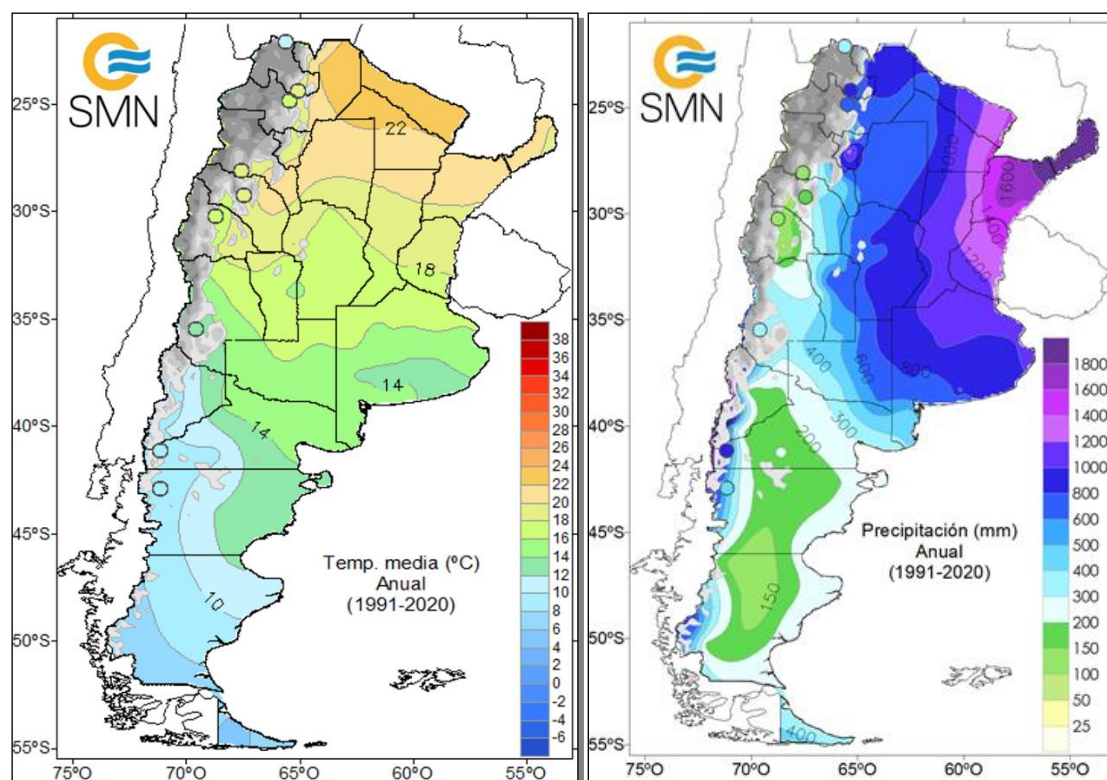 SMN
25ºS
30ºS
35ºS
40ºS
45ºS
50ºS
55ºS
75ºO
70ºO
65ºO
60ºO
55ºO
22
18
14
14
10
Temp. media (ºC)
Anual
(1991-2020)
38
36
34
32
30
28
26
24
22
20
18
16
14
12
10
8
6
4
2
0
-2
-4
-6
SMN
25ºS
30ºS
35ºS
40ºS
45ºS
50ºS
55ºS
75ºO
70ºO
65ºO
60ºO
55ºO
1000
1600
1400
1200
800
600
400
300
200
150
400
Precipitación (mm)
Anual
(1991-2020)
1800
1600
1400
1200
1000
800
600
500
400
300
200
150
100
50
25